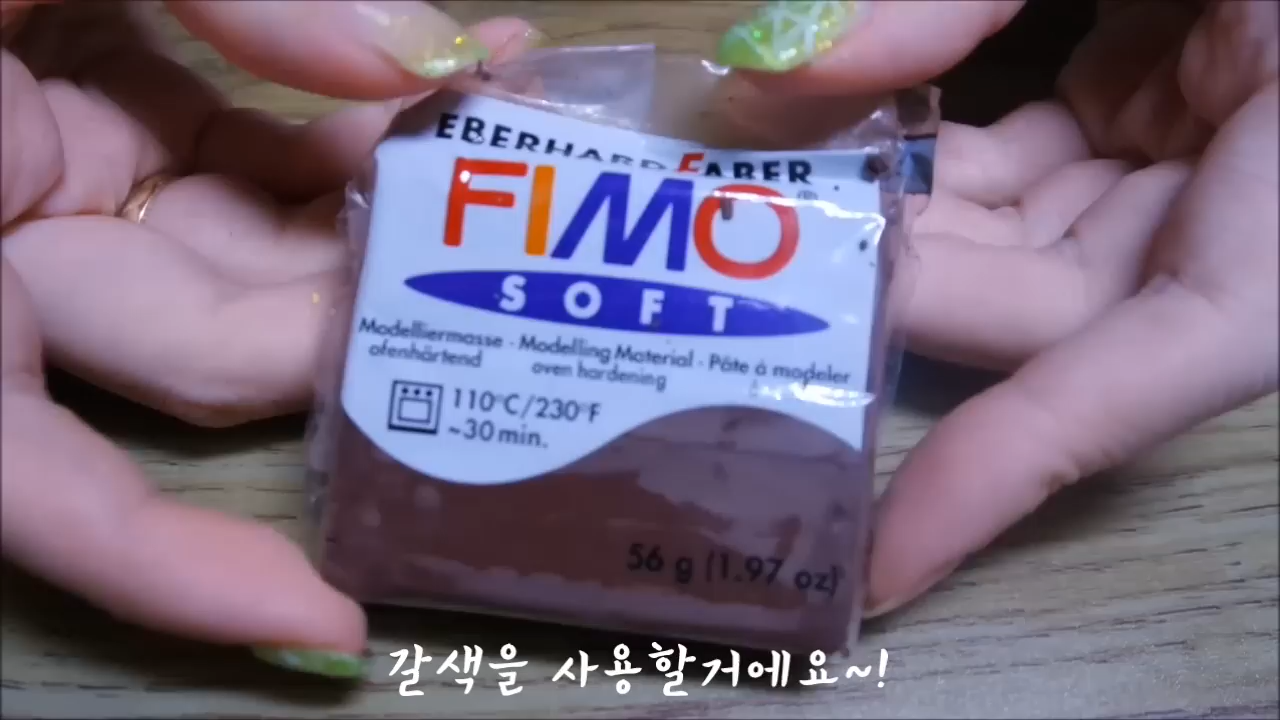 EBERHARD FABER
FIMO®
SOFT
Modelliermasse · Modelling Material · Pâte à modeler
ofenhärtend oven hardening
110°C/230°F
~30 min.
56 g (1.97 oz)
갈색을 사용할거에요~!